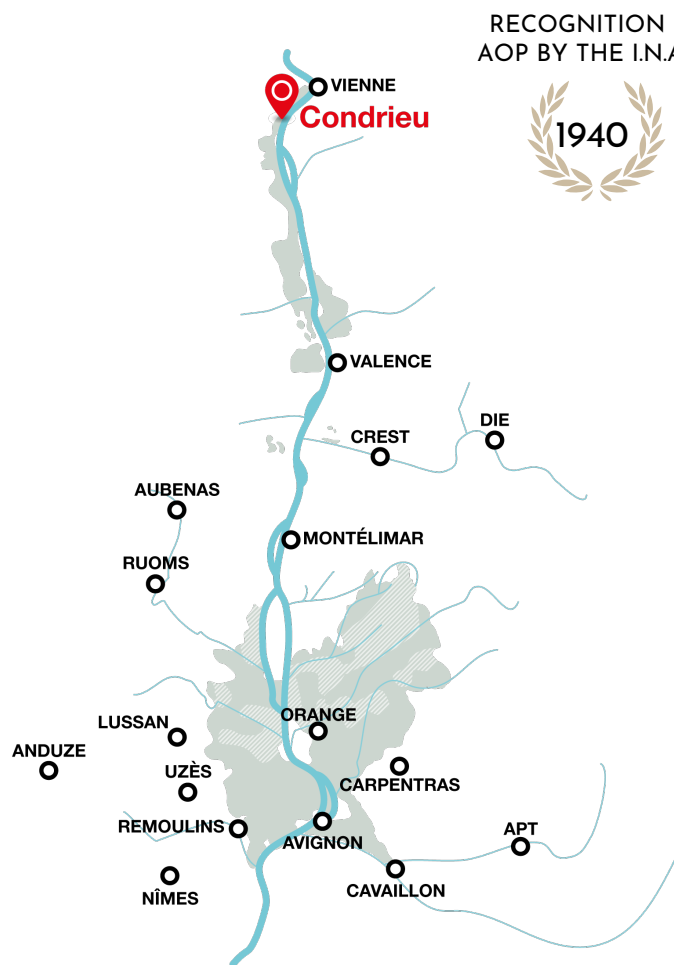 RECOGNITION
AOP BY THE I.N.A
1940
VIENNE
Condrieu
VALENCE
DIE
CREST
AUBENAS
MONTÉLIMAR
RUOMS
ORANGE
LUSSAN
ANDUZE
UZÈS
CARPENTRAS
REMOULINS
AVIGNON
APT
CAVAILLON
NÎMES